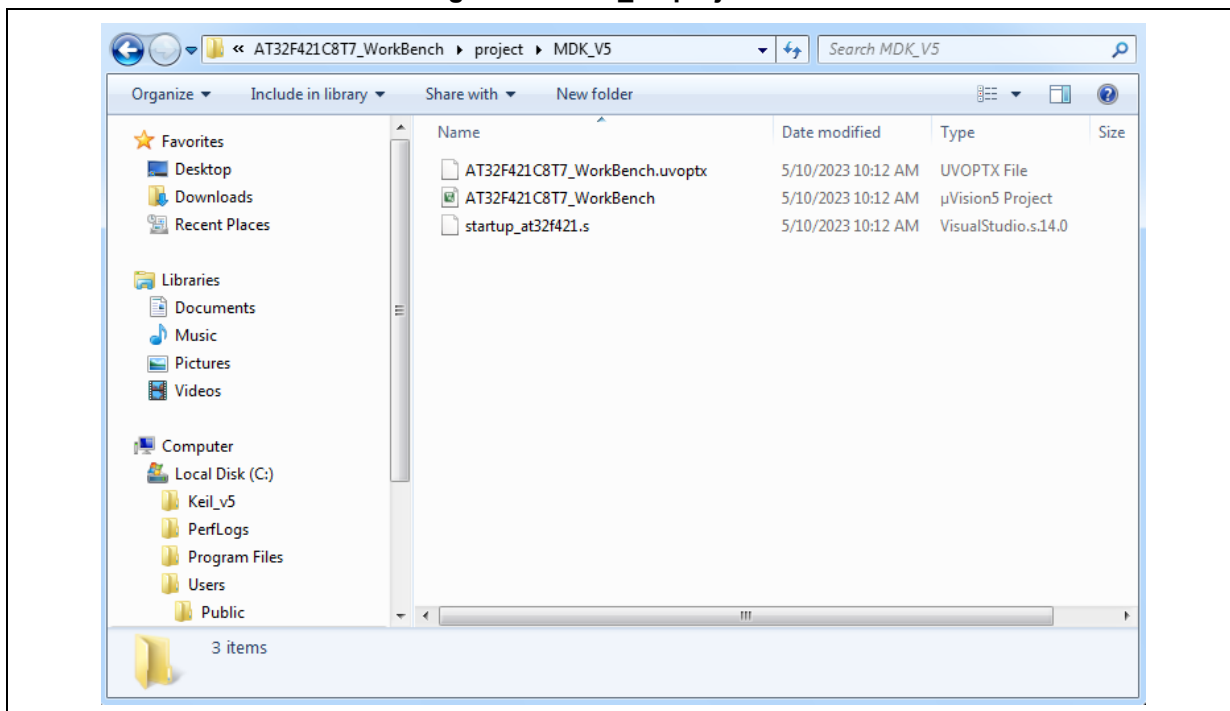 « AT32F421C8T7_WorkBench ▸ project ▸ MDK_V5 Search MDK_V5
Organize Include in library Share with New folder
Name Date modified Type Size
Favorites
Desktop
Downloads
Recent Places
Libraries
Documents
Music
Pictures
Videos
Computer
Local Disk (C:)
Keil_v5
PerfLogs
Program Files
Users
Public
AT32F421C8T7_WorkBench.uvoptx 5/10/2023 10:12 AM UVOPTX File
AT32F421C8T7_WorkBench 5/10/2023 10:12 AM µVision5 Project
startup_at32f421.s 5/10/2023 10:12 AM VisualStudio.s.14.0
3 items